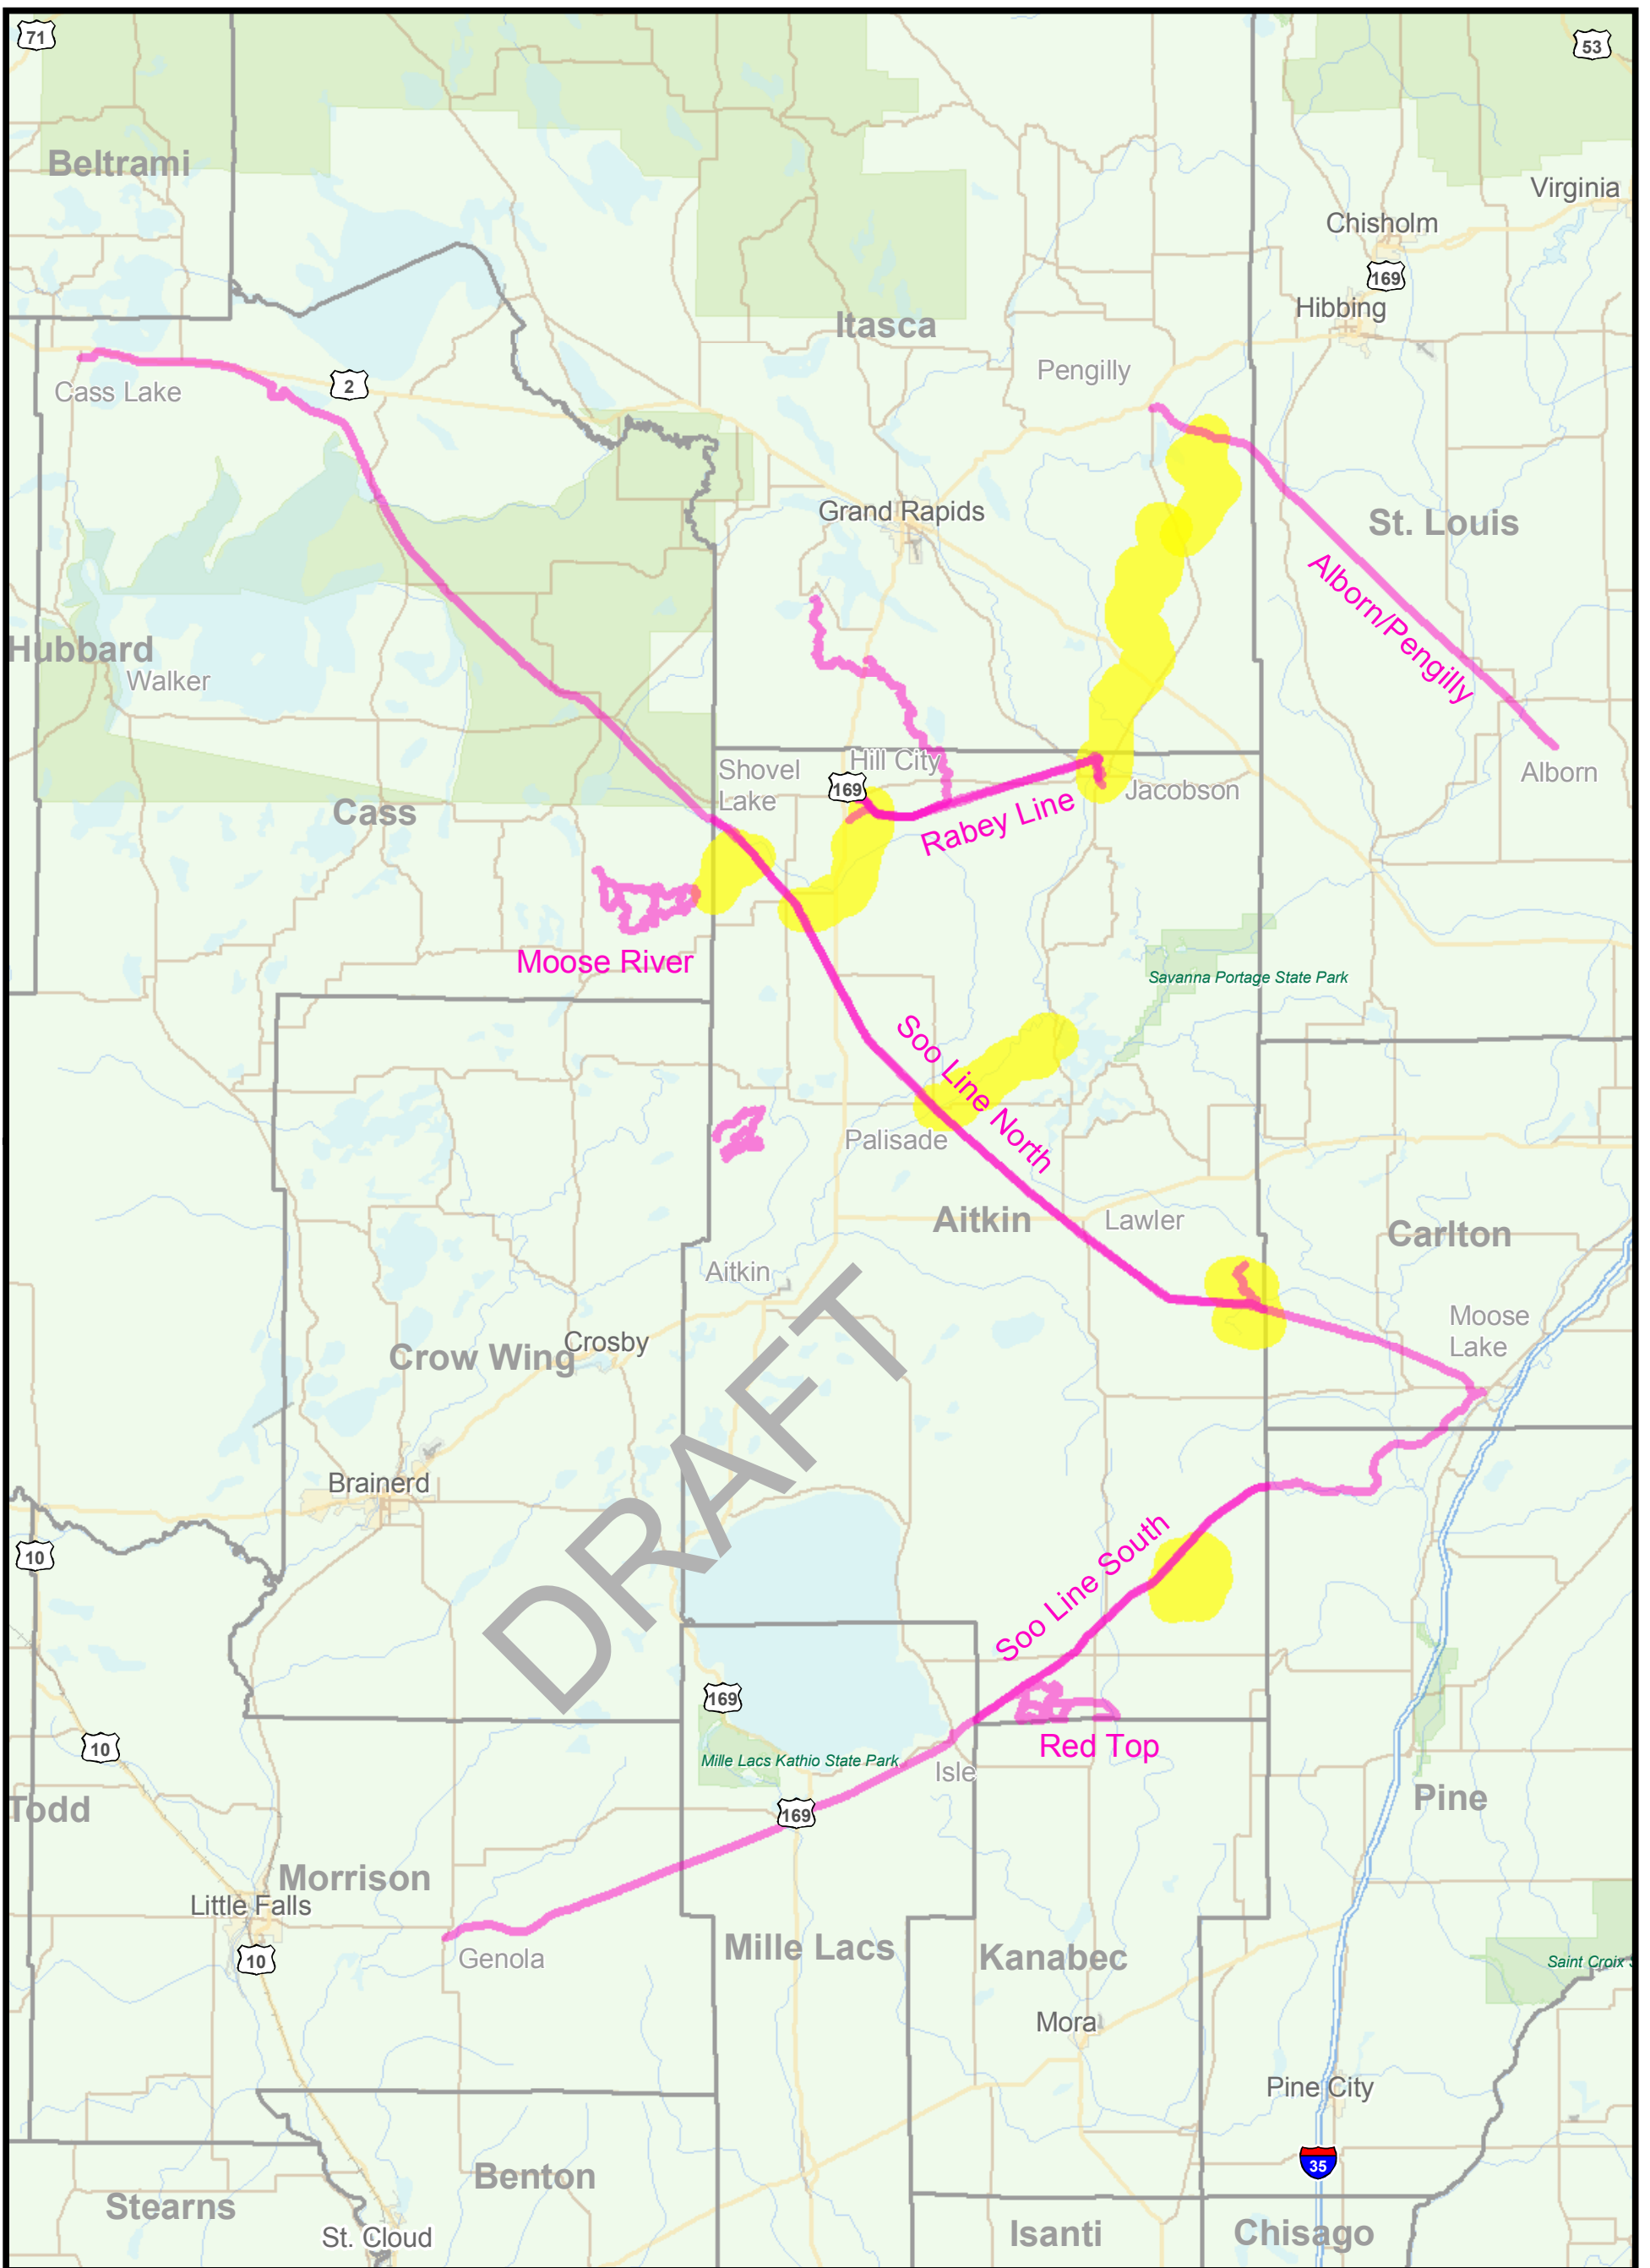 71
53
Beltrami
Virginia
Chisholm
169
Hibbing
Itasca
Pengilly
2
Cass Lake
Grand Rapids
St. Louis
Alborn/Pengilly
Hubbard
Walker
Hill City
Shovel
Lake
169
Jacobson
Alborn
Cass
Rabey Line
Moose River
Savanna Portage State Park
Soo Line North
Palisade
Aitkin
Lawler
Carlton
Aitkin
Moose
Lake
Crosby
Crow Wing
DRAFT
Brainerd
10
Soo Line South
169
10
Red Top
Mille Lacs Kathio State Park
Isle
Todd
169
Pine
Morrison
Little Falls
Mille Lacs
Kanabec
10
Genola
Saint Croix S
Mora
Pine City
35
Benton
Stearns
Isanti
Chisago
St. Cloud